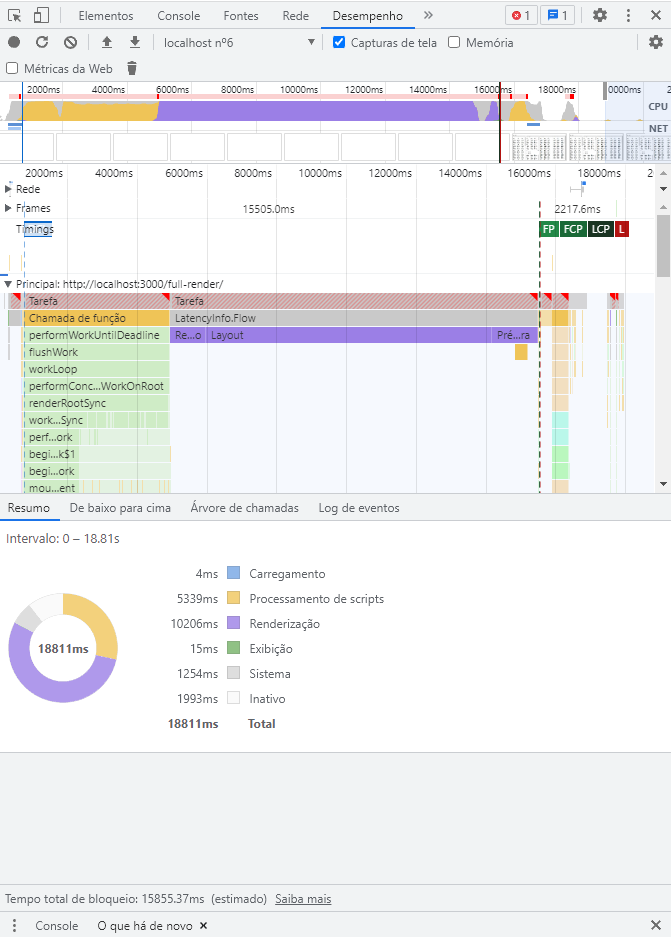 Elementos Console Fontes Rede Desempenho » 1 1
localhost nº6 Capturas de tela Memória
Métricas da Web
2000ms 4000ms 6000ms 8000ms 10000ms 12000ms 14000ms 16000ms 18000ms 0000ms 2
CPU
NET
2000ms 4000ms 6000ms 8000ms 10000ms 12000ms 14000ms 16000ms 18000ms 2
Rede
Frames 15505.0ms 2217.6ms
Timings FP FCP LCP L
Principal: http://localhost:3000/full-render/
Tarefa Tarefa
Chamada de função LatencyInfo.Flow
performWorkUntilDeadline Re...o Layout Pré...ra
flushWork
workLoop
performConc...WorkOnRoot
renderRootSync
work...Sync
perf...ork
begi...k$1
begi...ork
mou...ent
Resumo De baixo para cima Árvore de chamadas Log de eventos
Intervalo: 0 – 18.81s
18811ms
4ms Carregamento
5339ms Processamento de scripts
10206ms Renderização
15ms Exibição
1254ms Sistema
1993ms Inativo
18811ms Total
Tempo total de bloqueio: 15855.37ms (estimado) Saiba mais
Console O que há de novo ×